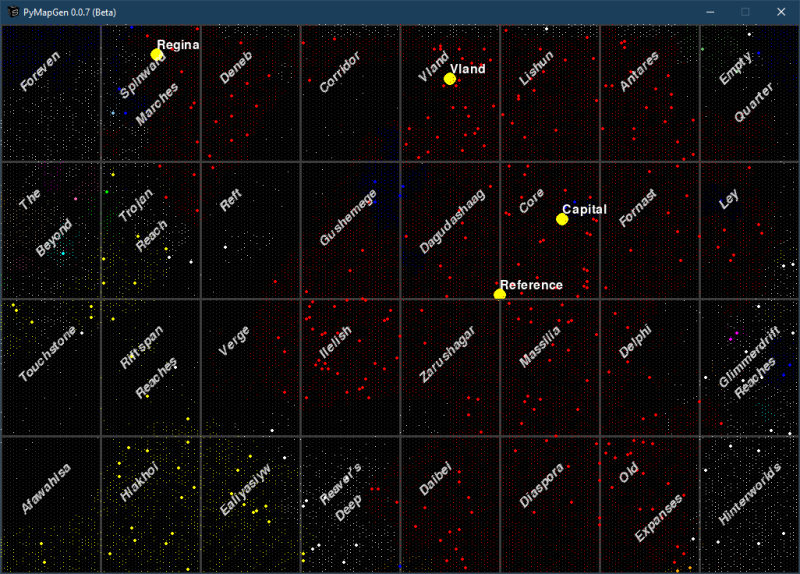 PyMapGen 0.0.7 (Beta)
Regina
Foreven
Spinward
Marches
Deneb
Corridor
Vland
Vland
Lishun
Antares
Empty
Quarter
The
Beyond
Trojan
Reach
Reft
Gushemege
Dagudashaag
Core
Capital
Fornast
Ley
Reference
Touchstone
Riftspan
Reaches
Verge
Ilelish
Zarushagar
Massilia
Delphi
Glimmerdrift
Reaches
Afawahisa
Hlakhoi
Ealiyasiyw
Reaver's
Deep
Daibei
Diaspora
Old
Expanses
Hinterworlds